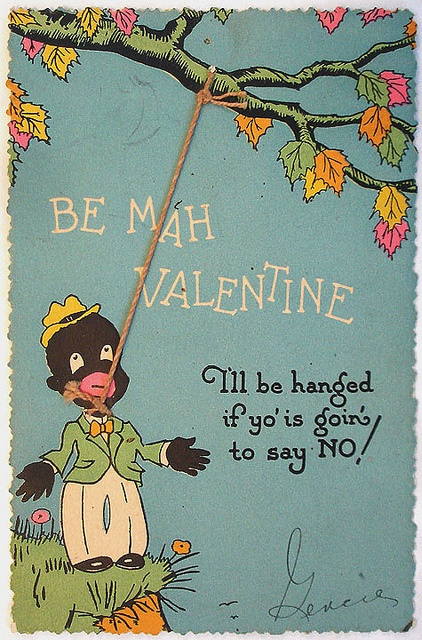 BE MAH
VALENTINE
I'll be hanged
if yo' is goin'
to say NO!